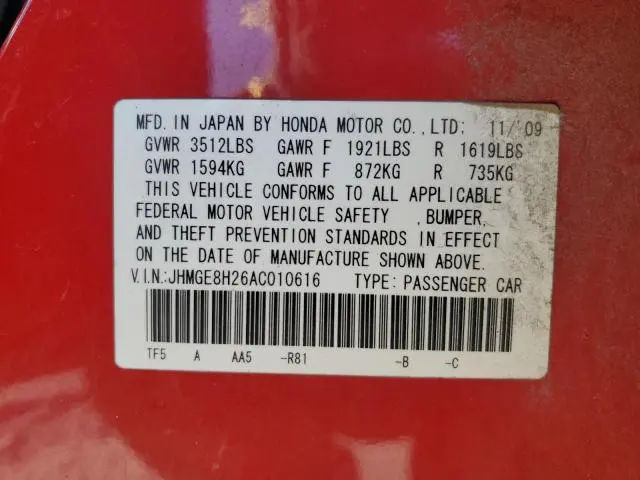 MFD. IN JAPAN BY HONDA MOTOR CO., LTD: 11/'09
GVWR 3512LBS GAWR F 1921LBS R 1619LBS
GVWR 1594KG GAWR F 872KG R 735KG
THIS VEHICLE CONFORMS TO ALL APPLICABLE
FEDERAL MOTOR VEHICLE SAFETY , BUMPER,
AND THEFT PREVENTION STANDARDS IN EFFECT
ON THE DATE OF MANUFACTURE SHOWN ABOVE.
V.I.N.:JHMGE8H26AC010616 TYPE: PASSENGER CAR
TF5 A AA5 -R81 -B -C